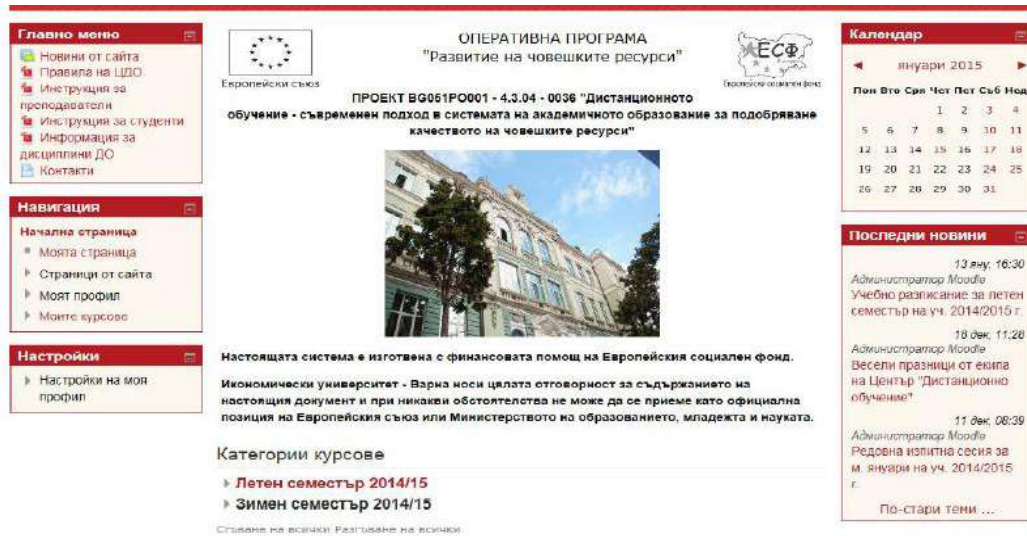 Главно меню
Новини от сайта
Правила на ЦДО
Инструкция за
преподаватели
Инструкция за студенти
Информация за
дисциплини ДО
Контакти
Навигация
Начална страница
Моята страница
Страници от сайта
Моят профил
Моите курсове
Настройки
Настройки на моя
профил
Европейски съюз
ОПЕРАТИВНА ПРОГРАМА
"Развитие на човешките ресурси"
ЕСФ
Европейски социален фонд
ПРОЕКТ BG051PO001 - 4.3.04 - 0036 "Дистанционното
обучение - съвременен подход в системата на академичното образование за подобряване
качеството на човешките ресурси"
Настоящата система е изготвена с финансовата помощ на Европейския социален фонд.
Икономически университет - Варна носи цялата отговорност за съдържанието на
настоящия документ и при никакви обстоятелства не може да се приеме като официална
позиция на Европейския съюз или Министерството на образованието, младежта и науката.
Категории курсове
Летен семестър 2014/15
Зимен семестър 2014/15
Сгъване на всички Разгъване на всички
Календар
януари 2015
Пон Вто Сря Чет Пет Съб Нед
1 2 3 4
5 6 7 8 9 10 11
12 13 14 15 16 17 18
19 20 21 22 23 24 25
26 27 28 29 30 31
Последни новини
13 яну, 16:30
Администратор Moodle
Учебно разписание за летен
семестър на уч. 2014/2015 г.
18 дек, 11:28
Администратор Moodle
Весели празници от екипа
на Център "Дистанционно
обучение"
11 дек, 08:39
Администратор Moodle
Редовна изпитна сесия за
м. януари на уч. 2014/2015
г.
По-стари теми ...